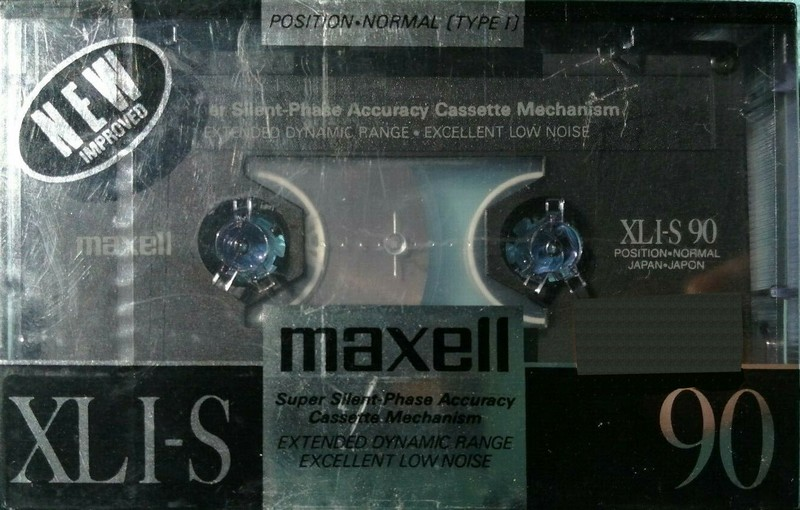 POSITION•NORMAL [TYPE I]
NEW
IMPROVED
Silent-Phase Accuracy Cassette Mechanism
EXTENDED DYNAMIC RANGE • EXCELLENT LOW NOISE
maxell
XLI-S 90
POSITION•NORMAL
JAPAN•JAPON
maxell
Super Silent-Phase Accuracy
Cassette Mechanism
EXTENDED DYNAMIC RANGE
EXCELLENT LOW NOISE
XLI-S
90